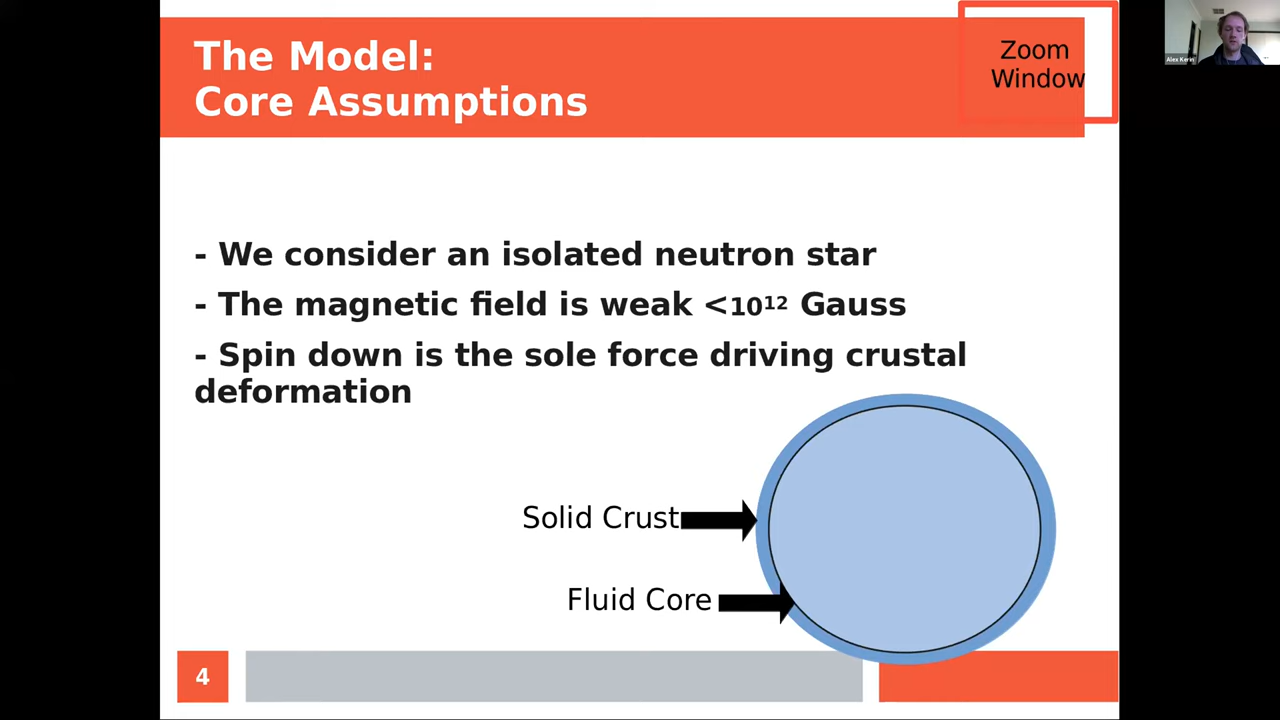 The Model:
Core Assumptions
Zoom
Window
- We consider an isolated neutron star
- The magnetic field is weak <10¹² Gauss
- Spin down is the sole force driving crustal
deformation
Solid Crust
Fluid Core
4